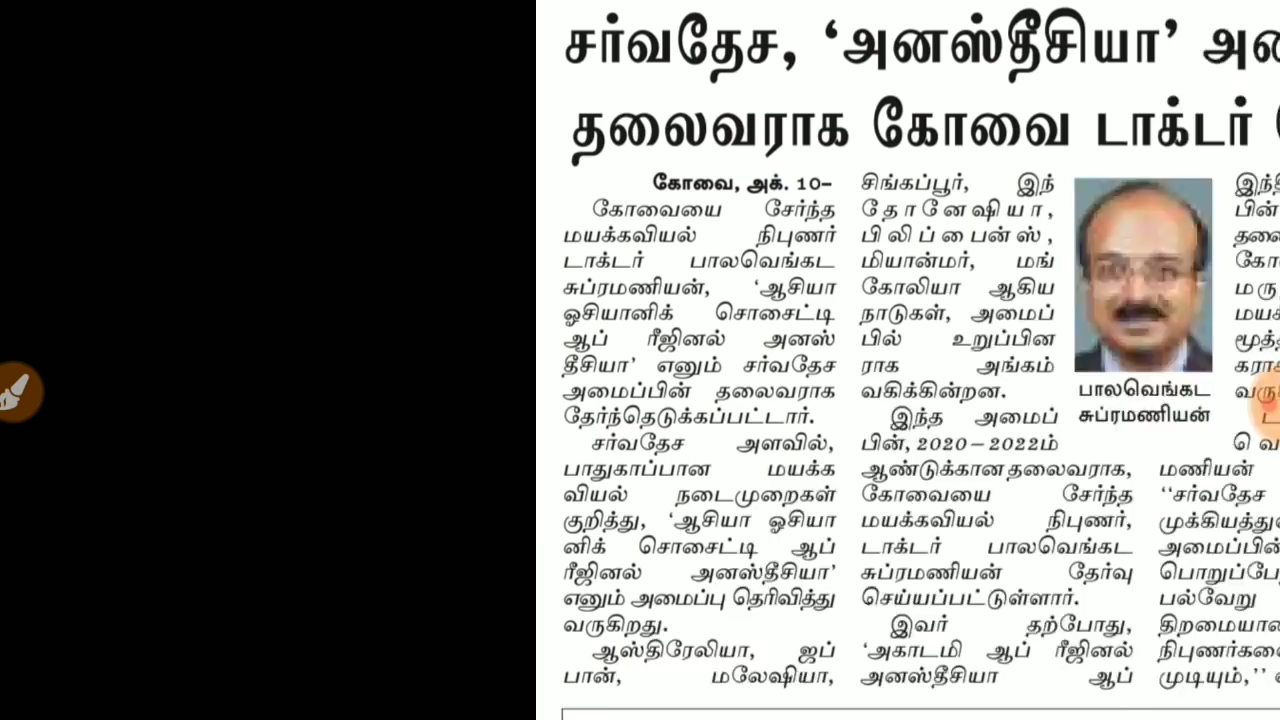 சர்வதேச, ‘அனஸ்தீசியா’
தலைவராக கோவை டாக்டர்
கோவை, அக். 10–
கோவையை சேர்ந்த
மயக்கவியல் நிபுணர்
டாக்டர் பாலவெங்கட
சுப்ரமணியன், ‘ஆசியா
ஓசியானிக் சொசைட்டி
ஆப் ரீஜினல் அனஸ்
தீசியா’ எனும் சர்வதேச
அமைப்பின் தலைவராக
தேர்ந்தெடுக்கப்பட்டார்.
சர்வதேச அளவில்,
பாதுகாப்பான மயக்க
வியல் நடைமுறைகள்
குறித்து, ‘ஆசியா ஓசியா
னிக் சொசைட்டி ஆப்
ரீஜினல் அனஸ்தீசியா’
எனும் அமைப்பு தெரிவித்து
வருகிறது.
ஆஸ்திரேலியா, ஜப்
பான், மலேஷியா,
சிங்கப்பூர், இந்
தோனேஷியா,
பிலிப்பைன்ஸ்,
மியான்மர், மங்
கோலியா ஆகிய
நாடுகள், அமைப்
பில் உறுப்பின
ராக அங்கம்
வகிக்கின்றன.
இந்த அமைப்
பின், 2020–2022ம்
ஆண்டுக்கான தலைவராக,
கோவையை சேர்ந்த
மயக்கவியல் நிபுணர்,
டாக்டர் பாலவெங்கட
சுப்ரமணியன் தேர்வு
செய்யப்பட்டுள்ளார்.
இவர் தற்போது,
‘அகாடமி ஆப் ரீஜினல்
அனஸ்தீசியா ஆப்
பாலவெங்கட
சுப்ரமணியன்
மணியன்
‘‘சர்வதேச
அமைப்பின்
பல்வேறு
முடியும்,’’